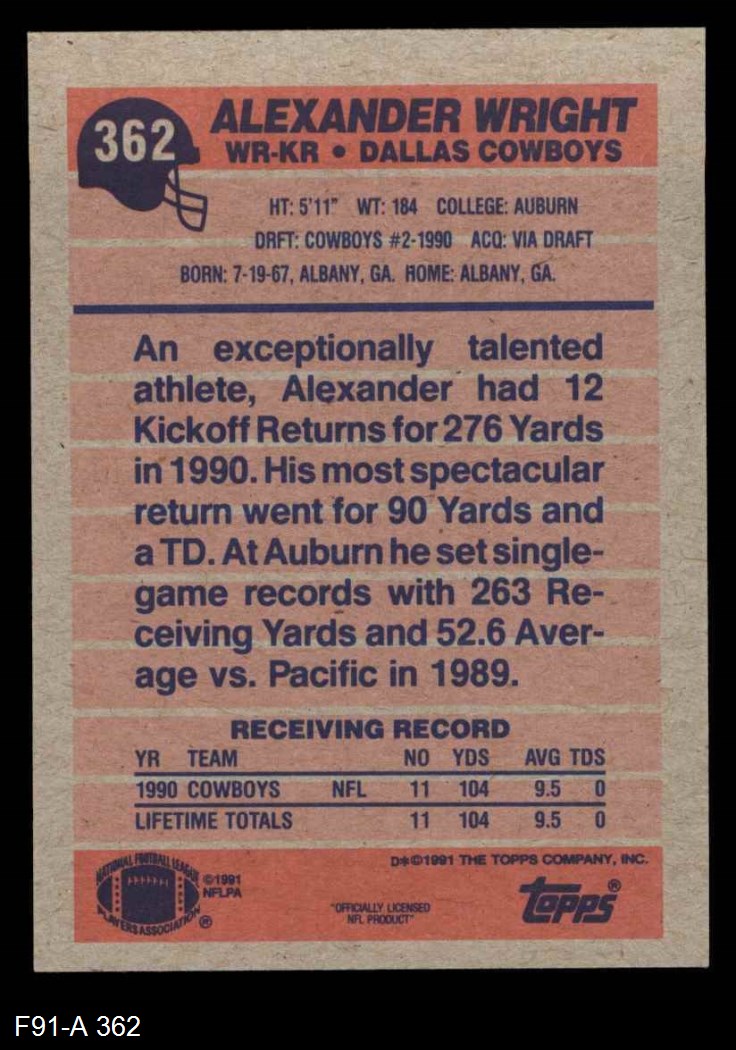 362
ALEXANDER WRIGHT
WR-KR • DALLAS COWBOYS
HT: 5'11" WT: 184 COLLEGE: AUBURN
DRFT: COWBOYS #2-1990 ACQ: VIA DRAFT
BORN: 7-19-67, ALBANY, GA. HOME: ALBANY, GA.
An exceptionally talented
athlete, Alexander had 12
Kickoff Returns for 276 Yards
in 1990. His most spectacular
return went for 90 Yards and
a TD. At Auburn he set single-
game records with 263 Re-
ceiving Yards and 52.6 Aver-
age vs. Pacific in 1989.
RECEIVING RECORD
YR TEAM NO YDS AVG TDS
1990 COWBOYS NFL 11 104 9.5 0
LIFETIME TOTALS 11 104 9.5 0
D*©1991 THE TOPPS COMPANY, INC.
NATIONAL FOOTBALL LEAGUE
PLAYERS ASSOCIATION ®
©1991
NFLPA
"OFFICIALLY LICENSED
NFL PRODUCT"
topps®
F91-A 362